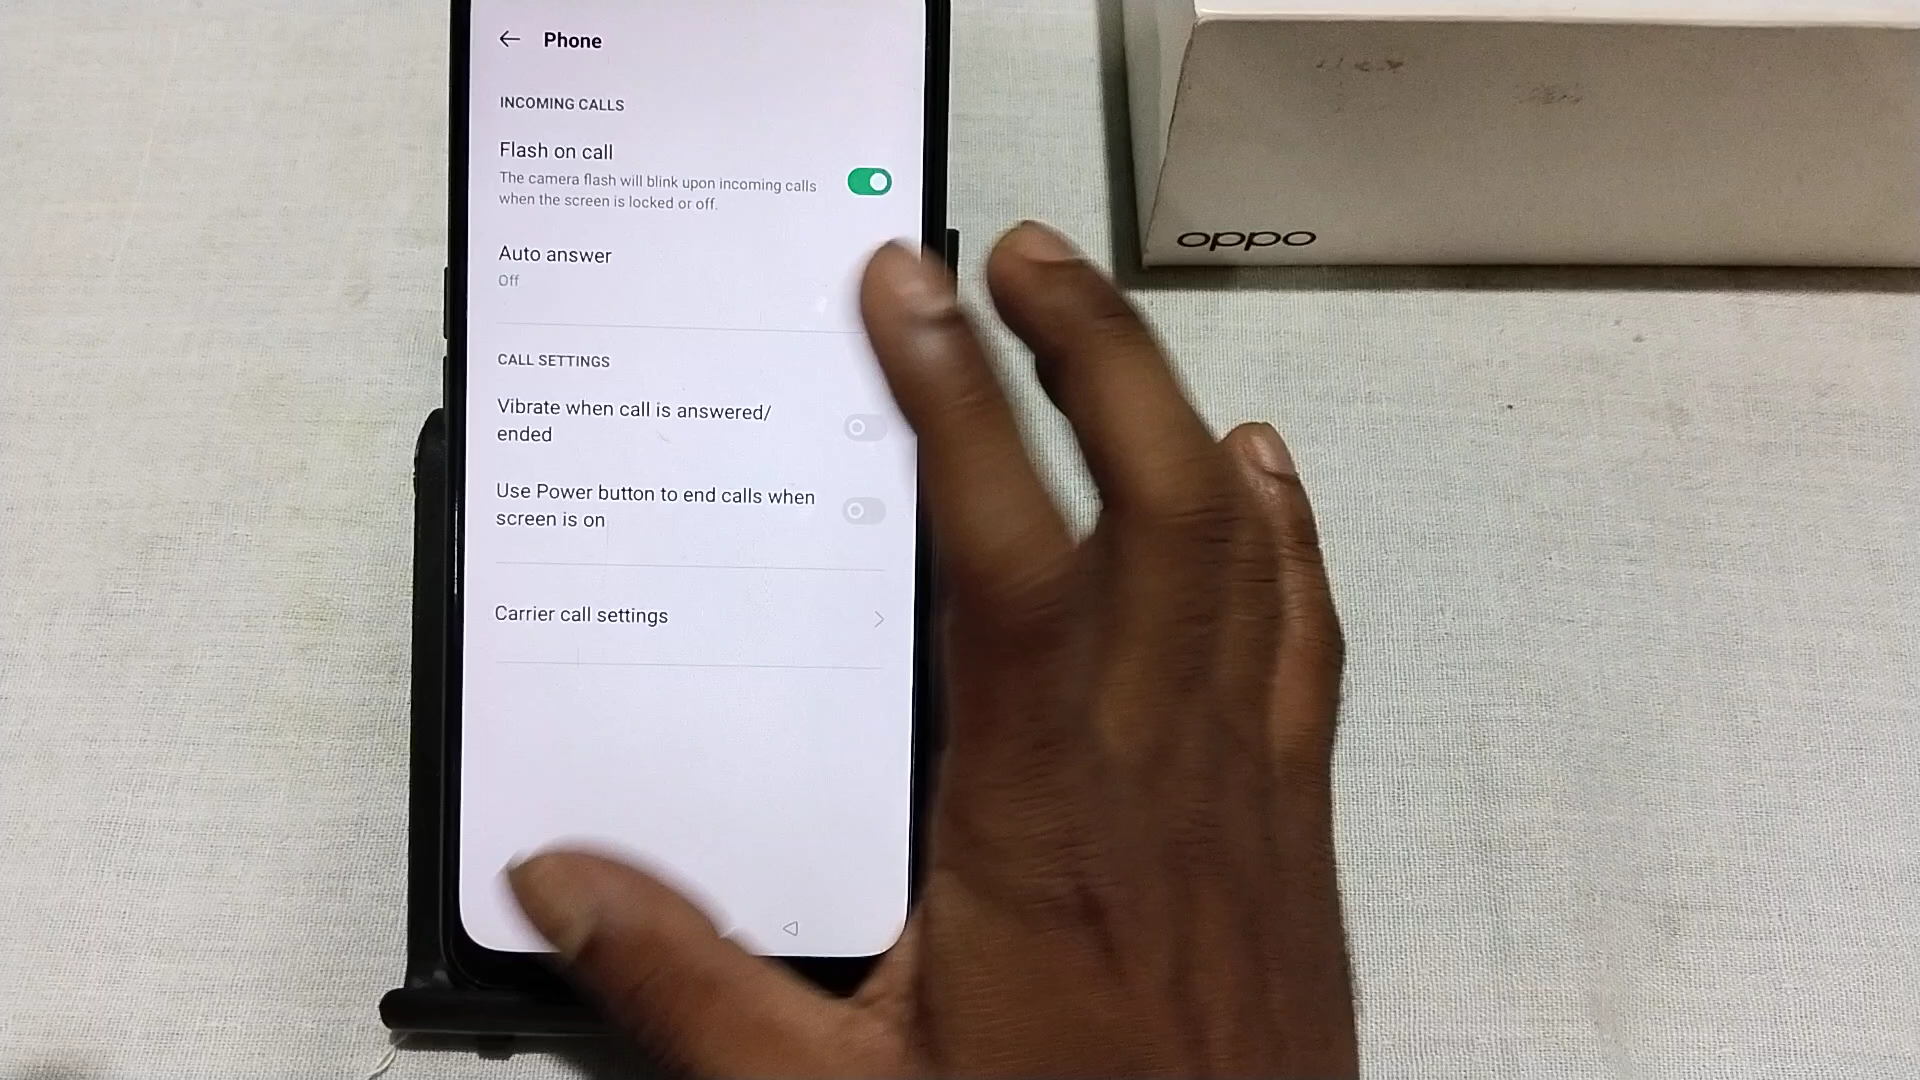 Phone
INCOMING CALLS
Flash on call
The camera flash will blink upon incoming calls
when the screen is locked or off.
Auto answer
Off
CALL SETTINGS
Vibrate when call is answered/
ended
Use Power button to end calls when
screen is on
Carrier call settings
oppo